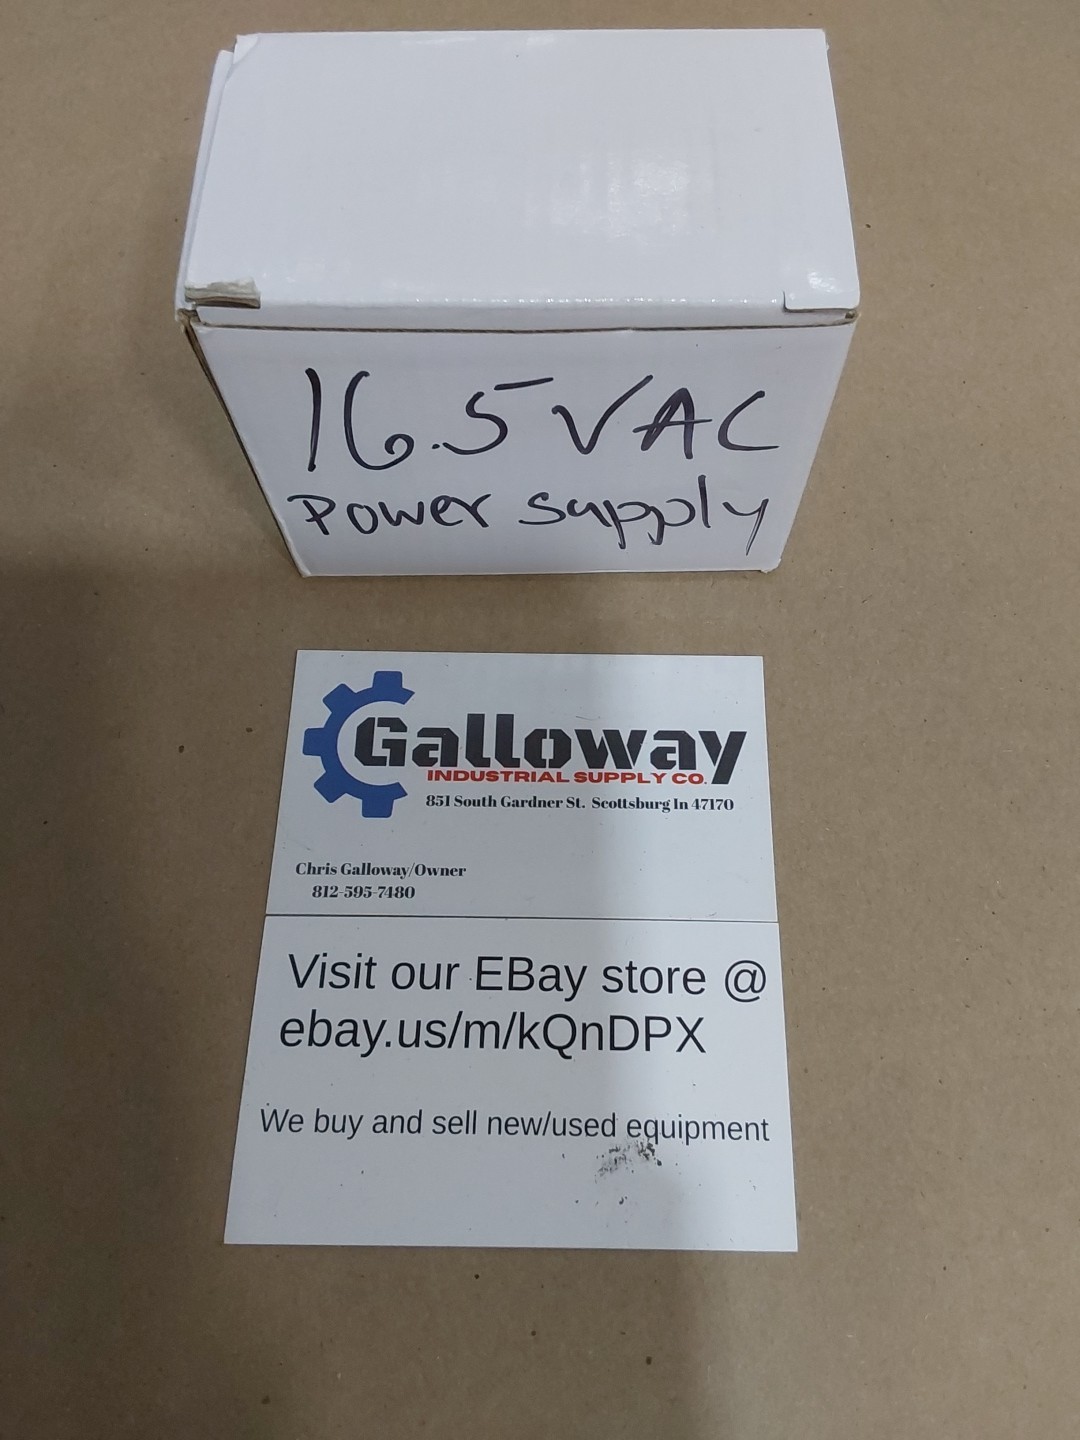 16.5 VAC
Power supply
Galloway
INDUSTRIAL SUPPLY CO.
851 South Gardner St. Scottsburg In 47170
Chris Galloway/Owner
812-595-7480
Visit our EBay store @
ebay.us/m/kQnDPX
We buy and sell new/used equipment